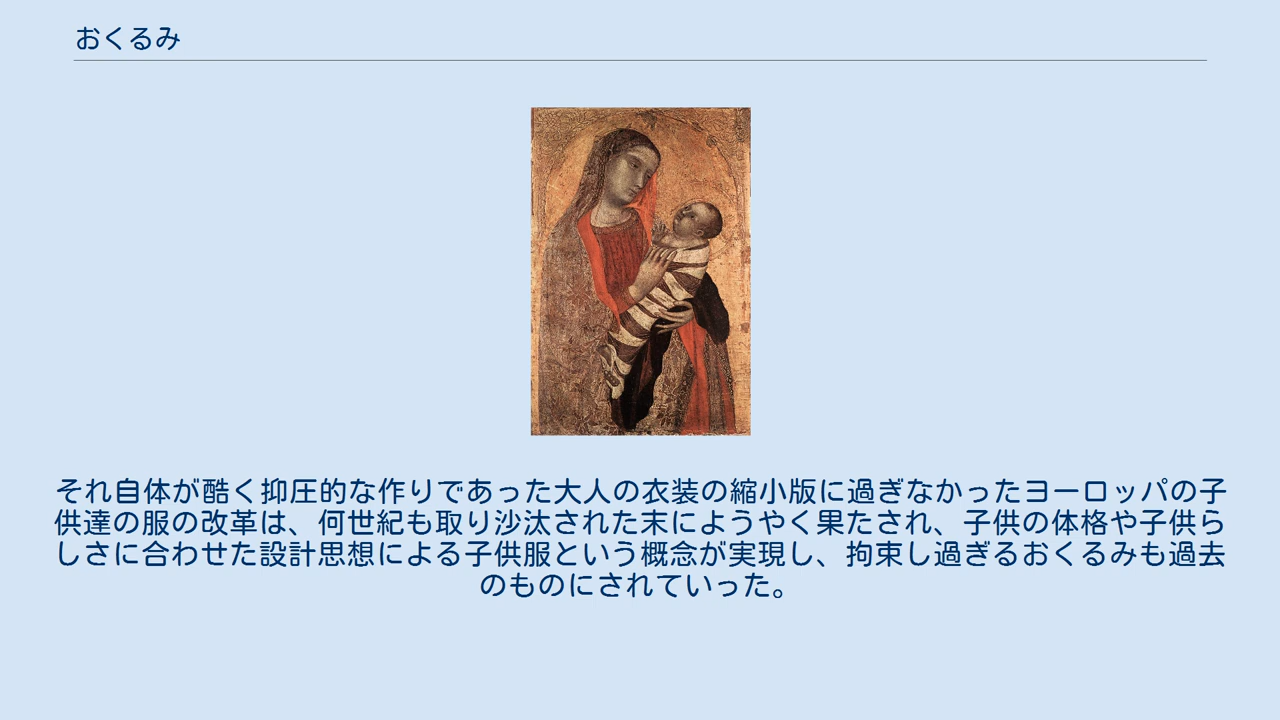 おくるみ
それ自体が酷く抑圧的な作りであった大人の衣装の縮小版に過ぎなかったヨーロッパの子
供達の服の改革は、何世紀も取り沙汰された末にようやく果たされ、子供の体格や子供ら
しさに合わせた設計思想による子供服という概念が実現し、拘束し過ぎるおくるみも過去
のものにされていった。